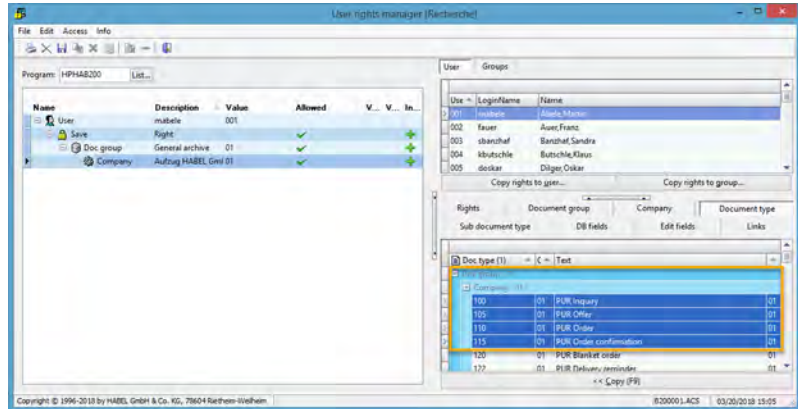 User rights manager [Recherche]
File Edit Access Info
Program: HPHAB200 List...
Name Description Value Allowed V... V... In...
User mabele 001
Save Right
Doc group General archive 01
Company Aufzug HABEL Gml 01
User Groups
Use LoginName Name
001 mabele Abele,Martin
002 fauer Auer,Franz
003 sbanzhaf Banzhaf,Sandra
004 kbutschle Butschle,Klaus
005 doskar Dilger,Oskar
Copy rights to user... Copy rights to group...
Rights Document group Company Document type
Sub document type DB fields Edit fields Links
Doc type (1) C Text
Company: 01
100 01 PUR Inquiry 01
105 01 PUR Offer 01
110 01 PUR Order 01
115 01 PUR Order confirmation 01
120 01 PUR Blanket order 01
122 01 PUR Delivery reminder 01
<< Copy (F9)
Copyright © 1996-2018 by HABEL GmbH & Co. KG, 78604 Rietheim-Weilheim 8200001.ACS 03/20/2018 15:05